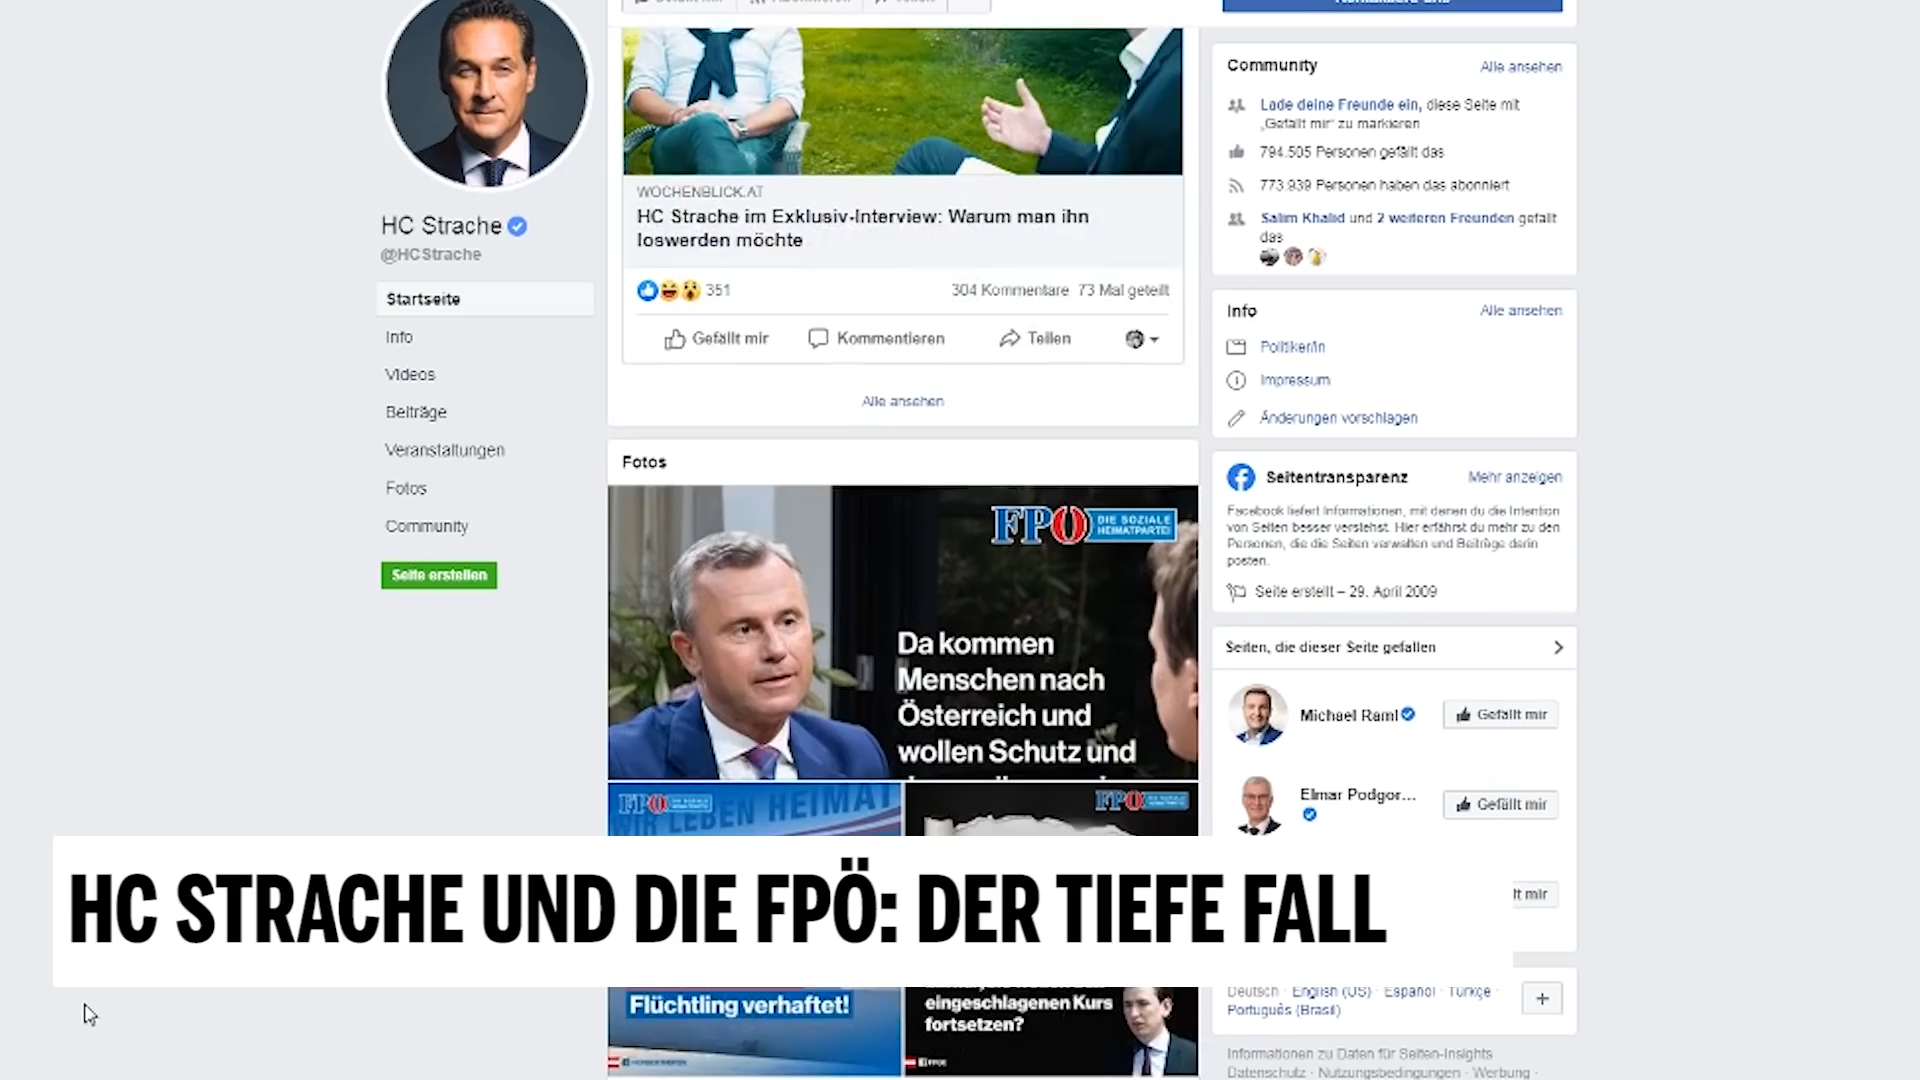 HC Strache
@HCStrache
Startseite
Info
Videos
Beiträge
Veranstaltungen
Fotos
Community
Seite erstellen
WOCHENBLICK.AT
HC Strache im Exklusiv-Interview: Warum man ihn
loswerden möchte
351
304 Kommentare 73 Mal geteilt
Gefällt mir
Kommentieren
Teilen
Alle ansehen
Fotos
FPÖ DIE SOZIALE
HEIMATPARTEI
Da kommen
Menschen nach
Österreich und
wollen Schutz und
FPÖ
WIR LEBEN HEIMAT
FPÖ
Flüchtling verhaftet!
eingeschlagenen Kurs
fortsetzen?
Community
Alle ansehen
Lade deine Freunde ein, diese Seite mit
„Gefällt mir" zu markieren
794.505 Personen gefällt das
773.939 Personen haben das abonniert
Salim Khalid und 2 weiteren Freunden gefällt
das
Info
Alle ansehen
Politiker/in
Impressum
Änderungen vorschlagen
Seitentransparenz
Mehr anzeigen
Facebook liefert Informationen, mit denen du die Intention
von Seiten besser verstehst. Hier erfährst du mehr zu den
Personen, die die Seiten verwalten und Beiträge darin
posten.
Seite erstellt – 29. April 2009
Seiten, die dieser Seite gefallen
Michael Raml
Gefällt mir
Elmar Podgor...
Gefällt mir
lt mir
Deutsch · English (US) · Español · Türkçe ·
Português (Brasil)
Informationen zu Daten für Seiten-Insights
Datenschutz · Nutzungsbedingungen · Werbung ·
HC STRACHE UND DIE FPÖ: DER TIEFE FALL